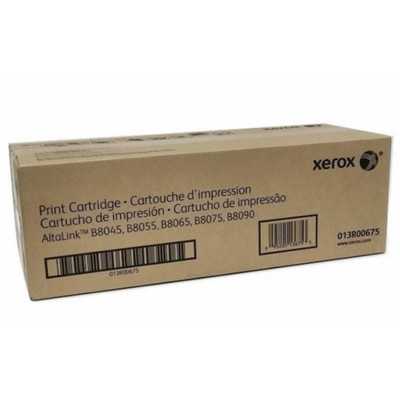 xerox
Print Cartridge • Cartouche d'impression
Cartucho de impresión • Cartucho de impressão
AltaLink™ B8045, B8055, B8065, B8075, B8090
013R00675
013R00675